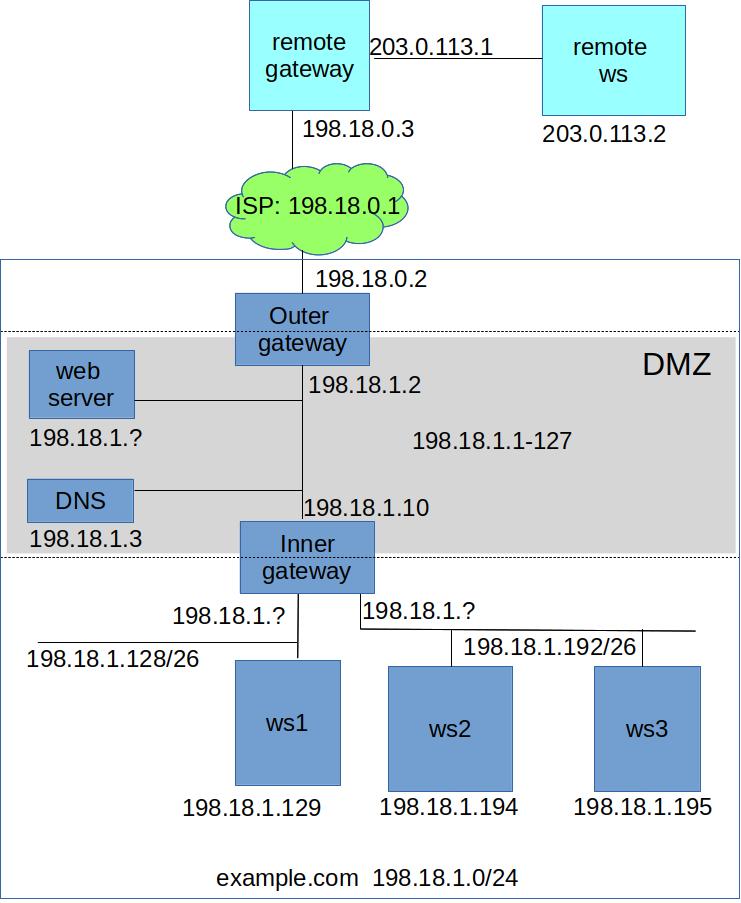 remote
gateway
203.0.113.1
remote
ws
198.18.0.3
203.0.113.2
ISP: 198.18.0.1
198.18.0.2
Outer
gateway
DMZ
web
server
198.18.1.2
198.18.1.?
198.18.1.1-127
DNS
198.18.1.10
198.18.1.3
Inner
gateway
198.18.1.?
198.18.1.?
198.18.1.128/26
198.18.1.192/26
ws1
ws2
ws3
198.18.1.129
198.18.1.194
198.18.1.195
example.com 198.18.1.0/24